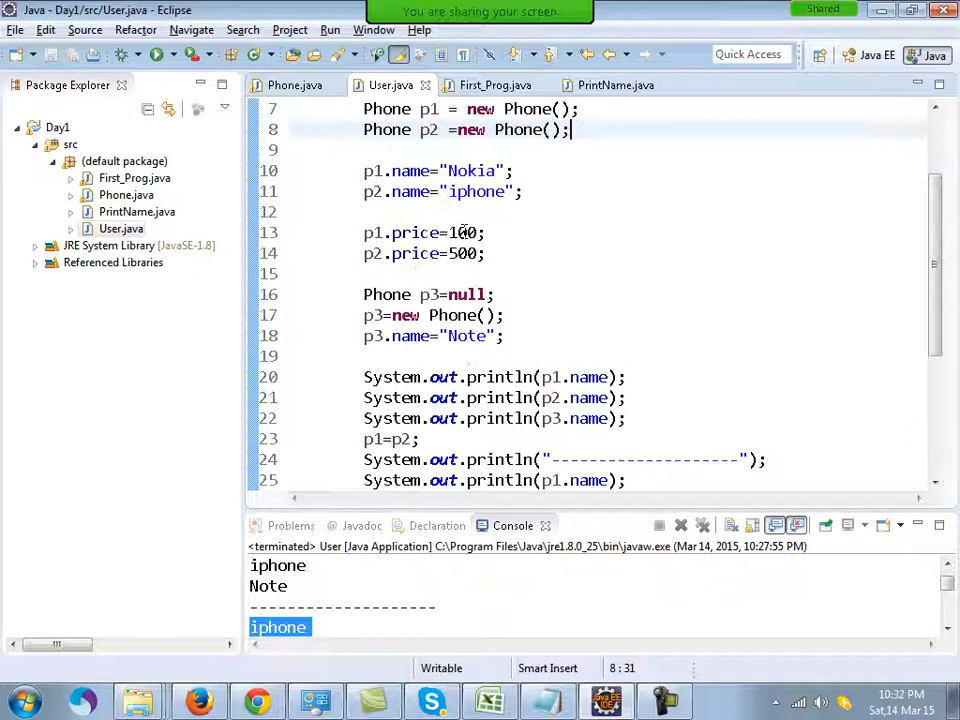 Java - Day1/src/User.java - Eclipse
You are sharing your screen.
Shared
File Edit Source Refactor Navigate Search Project Run Window Help
Quick Access
Java EE
Java
Package Explorer
Phone.java
User.java
First_Prog.java
PrintName.java
Day1
src
(default package)
First_Prog.java
Phone.java
PrintName.java
User.java
JRE System Library [JavaSE-1.8]
Referenced Libraries
7 Phone p1 = new Phone();
8 Phone p2 =new Phone();
9
10 p1.name="Nokia";
11 p2.name="iphone";
12
13 p1.price=100;
14 p2.price=500;
15
16 Phone p3=null;
17 p3=new Phone();
18 p3.name="Note";
19
20 System.out.println(p1.name);
21 System.out.println(p2.name);
22 System.out.println(p3.name);
23 p1=p2;
24 System.out.println("--------------------");
25 System.out.println(p1.name);
Problems @ Javadoc Declaration Console
<terminated> User [Java Application] C:\Program Files\Java\jre1.8.0_25\bin\javaw.exe (Mar 14, 2015, 10:27:55 PM)
iphone
Note
--------------------
iphone
Writable
Smart Insert
8 : 31
Java EE
IDE
10:32 PM
Sat,14 Mar 15